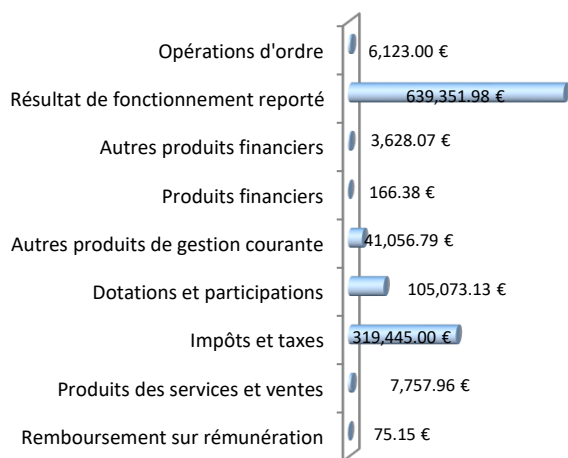 Opérations d'ordre 6,123.00 €
Résultat de fonctionnement reporté 639,351.98 €
Autres produits financiers 3,628.07 €
Produits financiers 166.38 €
Autres produits de gestion courante 41,056.79 €
Dotations et participations 105,073.13 €
Impôts et taxes 319,445.00 €
Produits des services et ventes 7,757.96 €
Remboursement sur rémunération 75.15 €